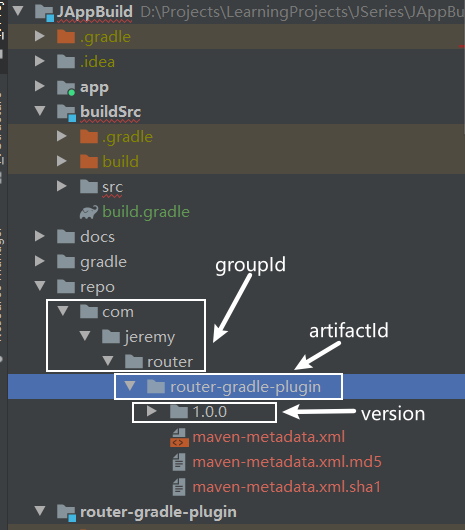 JAppBuild D:\Projects\LearningProjects\JSeries\JAppBuild
.gradle
.idea
app
buildSrc
.gradle
build
src
build.gradle
docs
gradle
repo
groupId
com
jeremy
router
artifactId
router-gradle-plugin
1.0.0
version
maven-metadata.xml
maven-metadata.xml.md5
maven-metadata.xml.sha1
router-gradle-plugin